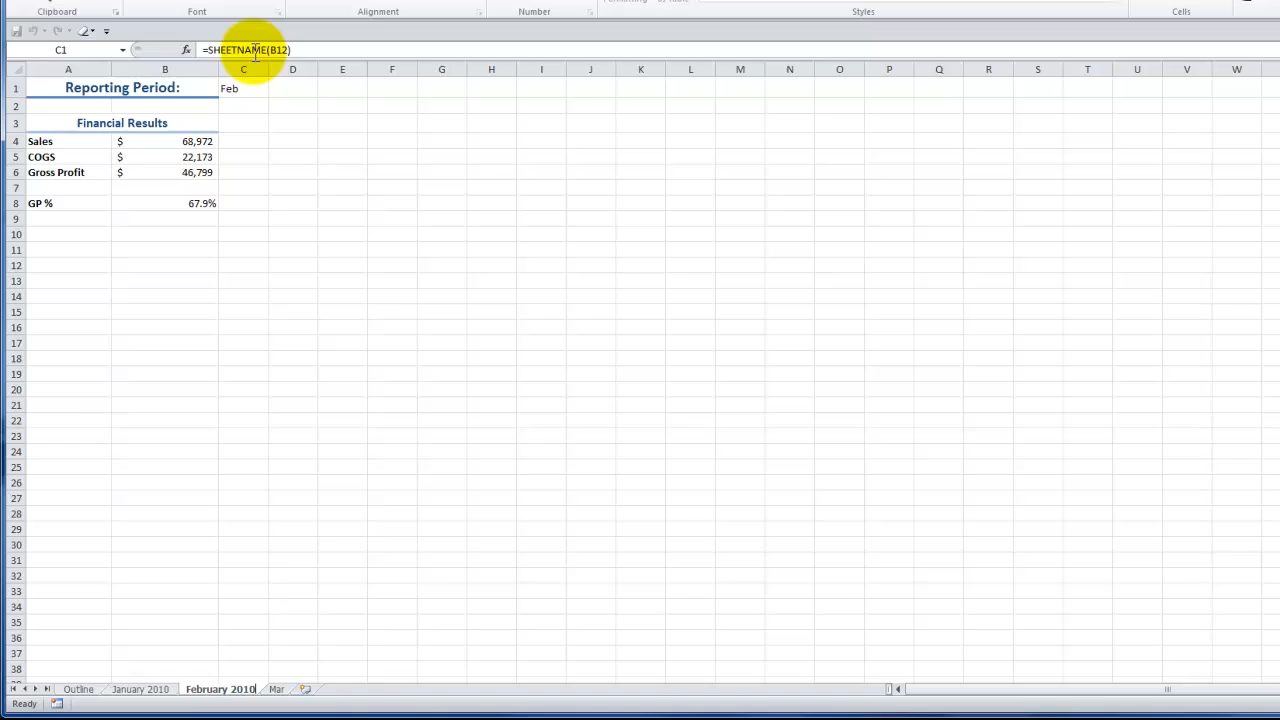 Clipboard Font Alignment Number Styles Cells
C1 fx =SHEETNAME(B12)
A B C D E F G H I J K L M N O P Q R S T U V W
1 Reporting Period: Feb
2
3 Financial Results
4 Sales $ 68,972
5 COGS $ 22,173
6 Gross Profit $ 46,799
7
8 GP % 67.9%
9
10
11
12
13
14
15
16
17
18
19
20
21
22
23
24
25
26
27
28
29
30
31
32
33
34
35
36
37
38
Outline January 2010 February 2010 Mar
Ready